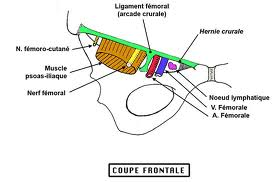 Ligament fémoral
(arcade crurale)
Hernie crurale
N. fémoro-cutané
Muscle
psoas-iliaque
Nerf fémoral
Noeud lymphatique
V. Fémorale
A. Fémorale
COUPE FRONTALE